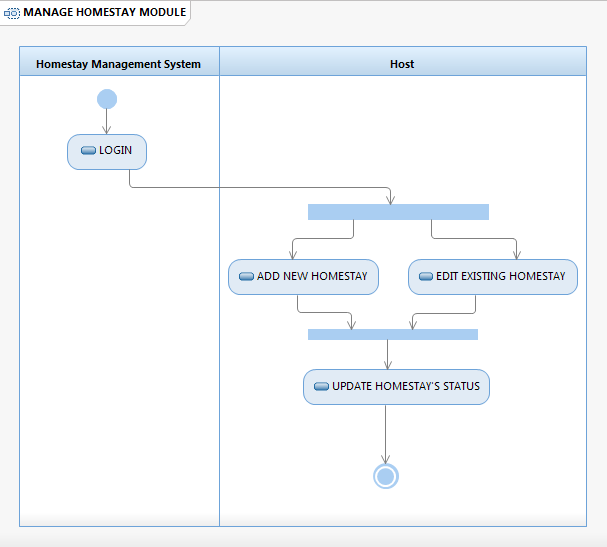 MANAGE HOMESTAY MODULE
Homestay Management System
Host
LOGIN
ADD NEW HOMESTAY
EDIT EXISTING HOMESTAY
UPDATE HOMESTAY'S STATUS